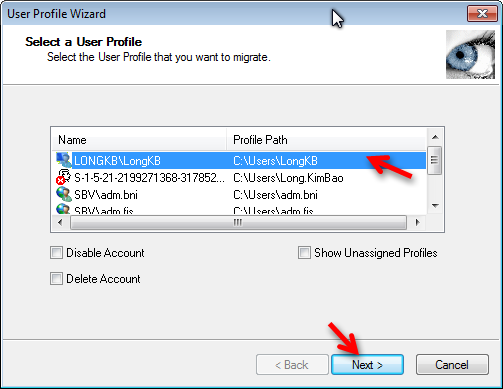 User Profile Wizard
Select a User Profile
Select the User Profile that you want to migrate.
Name Profile Path
LONGKB\LongKB C:\Users\LongKB
S-1-5-21-2199271368-317852... C:\Users\Long.KimBao
SBV\adm.bni C:\Users\adm.bni
SBV\adm.fis C:\Users\adm.fis
Disable Account Show Unassigned Profiles
Delete Account
< Back Next > Cancel